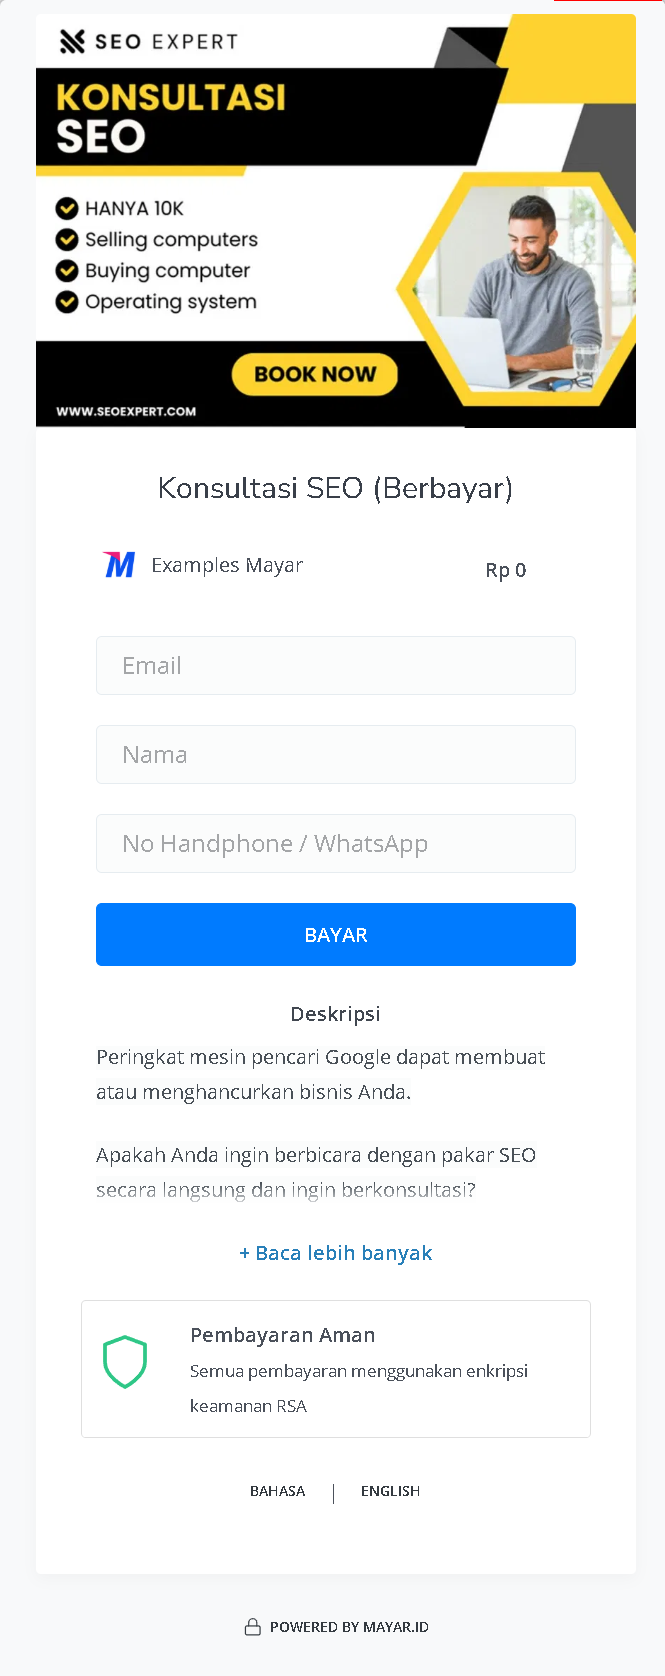 SEO EXPERT
KONSULTASI
SEO
HANYA 10K
Selling computers
Buying computer
Operating system
BOOK NOW
WWW.SEOEXPERT.COM
Konsultasi SEO (Berbayar)
Examples Mayar
Rp 0
Email
Nama
No Handphone / WhatsApp
BAYAR
Deskripsi
Peringkat mesin pencari Google dapat membuat
atau menghancurkan bisnis Anda.
Apakah Anda ingin berbicara dengan pakar SEO
secara langsung dan ingin berkonsultasi?
+ Baca lebih banyak
Pembayaran Aman
Semua pembayaran menggunakan enkripsi
keamanan RSA
BAHASA | ENGLISH
POWERED BY MAYAR.ID